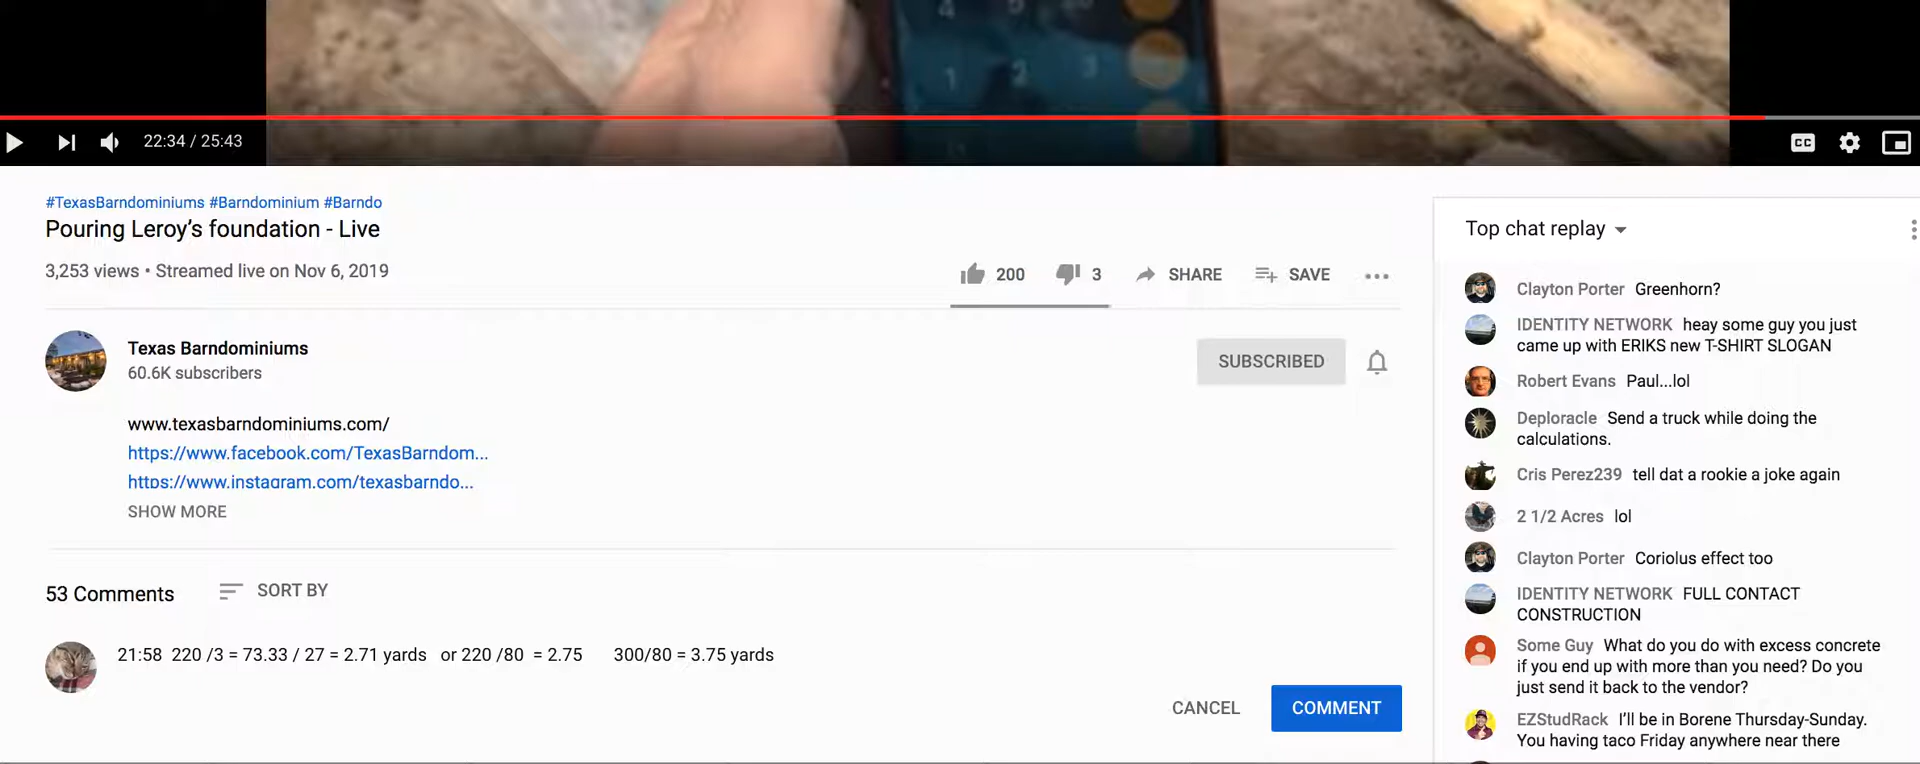 4 5
1 2 3
22:34 / 25:43
CC
#TexasBarndominiums #Barndominium #Barndo
Pouring Leroy’s foundation - Live
3,253 views • Streamed live on Nov 6, 2019
200 3 SHARE SAVE
Texas Barndominiums
60.6K subscribers
SUBSCRIBED
www.texasbarndominiums.com/
https://www.facebook.com/TexasBarndom...
https://www.instagram.com/texasbarndo...
SHOW MORE
53 Comments SORT BY
21:58 220 /3 = 73.33 / 27 = 2.71 yards or 220 /80 = 2.75 300/80 = 3.75 yards
CANCEL COMMENT
Top chat replay
Clayton Porter Greenhorn?
IDENTITY NETWORK heay some guy you just
came up with ERIKS new T-SHIRT SLOGAN
Robert Evans Paul...lol
Deploracle Send a truck while doing the
calculations.
Cris Perez239 tell dat a rookie a joke again
2 1/2 Acres lol
Clayton Porter Coriolus effect too
IDENTITY NETWORK FULL CONTACT
CONSTRUCTION
Some Guy What do you do with excess concrete
if you end up with more than you need? Do you
just send it back to the vendor?
EZStudRack I’ll be in Borene Thursday-Sunday.
You having taco Friday anywhere near there